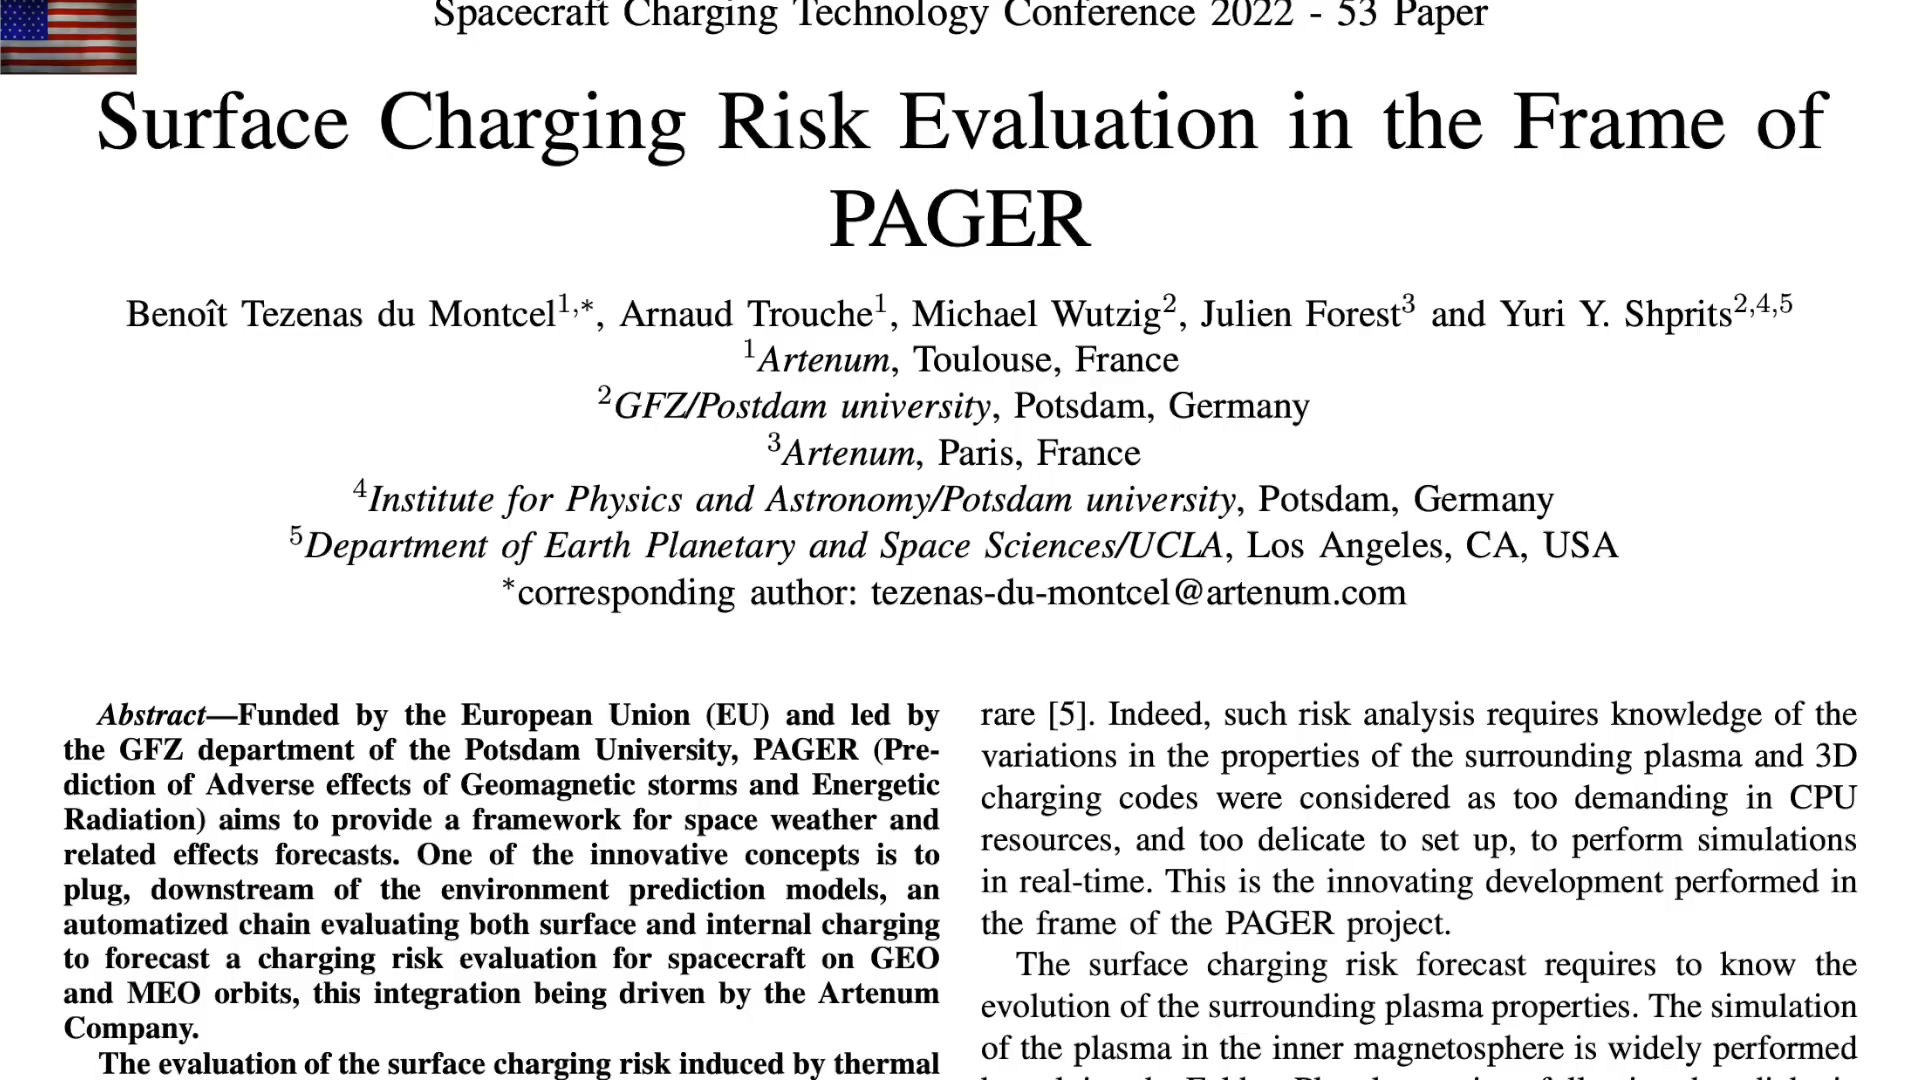 Spacecraft Charging Technology Conference 2022 - 53 Paper
Surface Charging Risk Evaluation in the Frame of
PAGER
Benoît Tezenas du Montcel1,*, Arnaud Trouche1, Michael Wutzig2, Julien Forest3 and Yuri Y. Shprits2,4,5
1Artenum, Toulouse, France
2GFZ/Postdam university, Potsdam, Germany
3Artenum, Paris, France
4Institute for Physics and Astronomy/Potsdam university, Potsdam, Germany
5Department of Earth Planetary and Space Sciences/UCLA, Los Angeles, CA, USA
*corresponding author: tezenas-du-montcel@artenum.com
Abstract—Funded by the European Union (EU) and led by
the GFZ department of the Potsdam University, PAGER (Pre-
diction of Adverse effects of Geomagnetic storms and Energetic
Radiation) aims to provide a framework for space weather and
related effects forecasts. One of the innovative concepts is to
plug, downstream of the environment prediction models, an
automatized chain evaluating both surface and internal charging
to forecast a charging risk evaluation for spacecraft on GEO
and MEO orbits, this integration being driven by the Artenum
Company.
The evaluation of the surface charging risk induced by thermal
rare [5]. Indeed, such risk analysis requires knowledge of the
variations in the properties of the surrounding plasma and 3D
charging codes were considered as too demanding in CPU
resources, and too delicate to set up, to perform simulations
in real-time. This is the innovating development performed in
the frame of the PAGER project.
The surface charging risk forecast requires to know the
evolution of the surrounding plasma properties. The simulation
of the plasma in the inner magnetosphere is widely performed